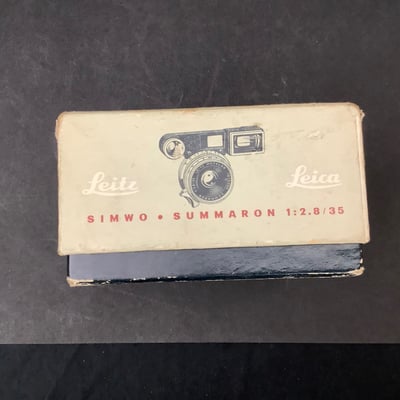 Leitz Leica
SIMWO • SUMMARON 1:2.8/35